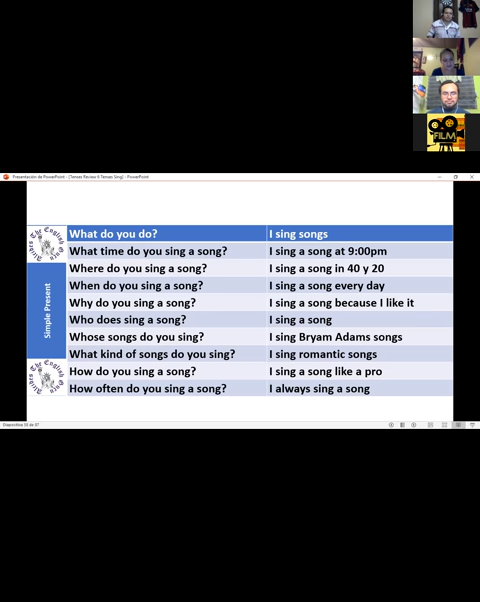 FILM
Presentación de PowerPoint - [Tenses Review 6 Tenses Sing] - PowerPoint
The English
What do you do? I sing songs
What time do you sing a song? I sing a song at 9:00pm
Where do you sing a song? I sing a song in 40 y 20
When do you sing a song? I sing a song every day
Why do you sing a song? I sing a song because I like it
Who does sing a song? I sing a song
Whose songs do you sing? I sing Bryam Adams songs
What kind of songs do you sing? I sing romantic songs
How do you sing a song? I sing a song like a pro
How often do you sing a song? I always sing a song
Simple Present
The English